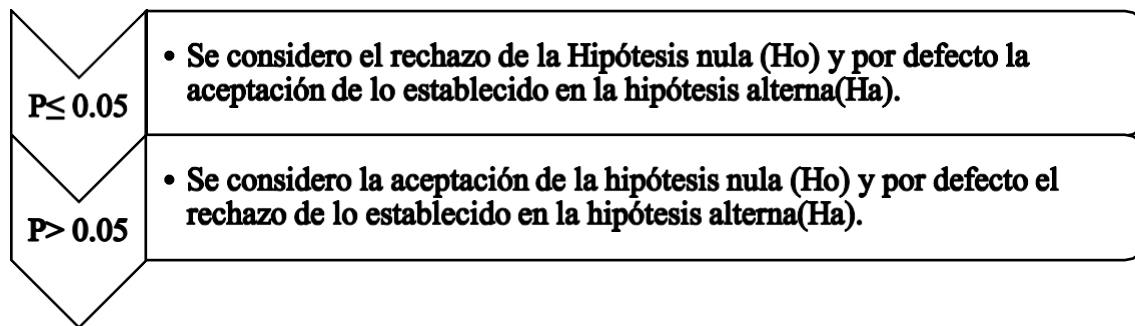 P≤ 0.05
• Se considero el rechazo de la Hipótesis nula (Ho) y por defecto la
aceptación de lo establecido en la hipótesis alterna(Ha).
P> 0.05
• Se considero la aceptación de la hipótesis nula (Ho) y por defecto el
rechazo de lo establecido en la hipótesis alterna(Ha).